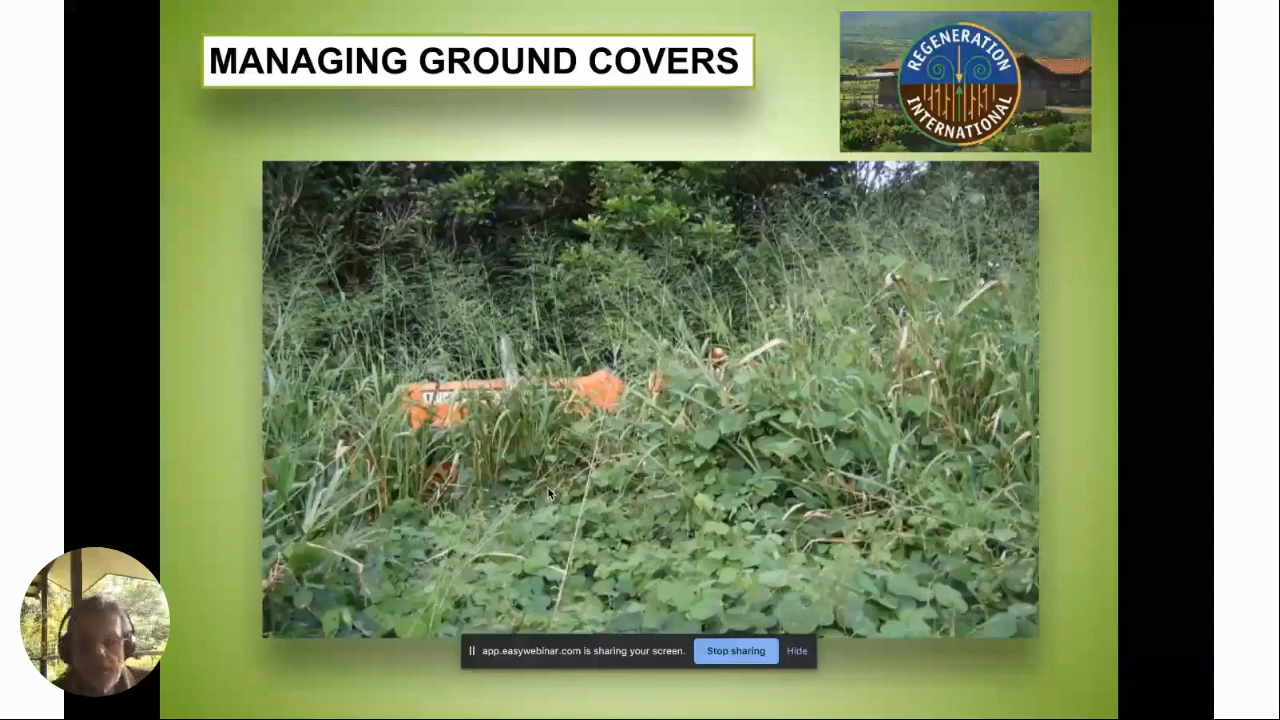 MANAGING GROUND COVERS
REGENERATION
INTERNATIONAL
app.easywebinar.com is sharing your screen.
Stop sharing
Hide